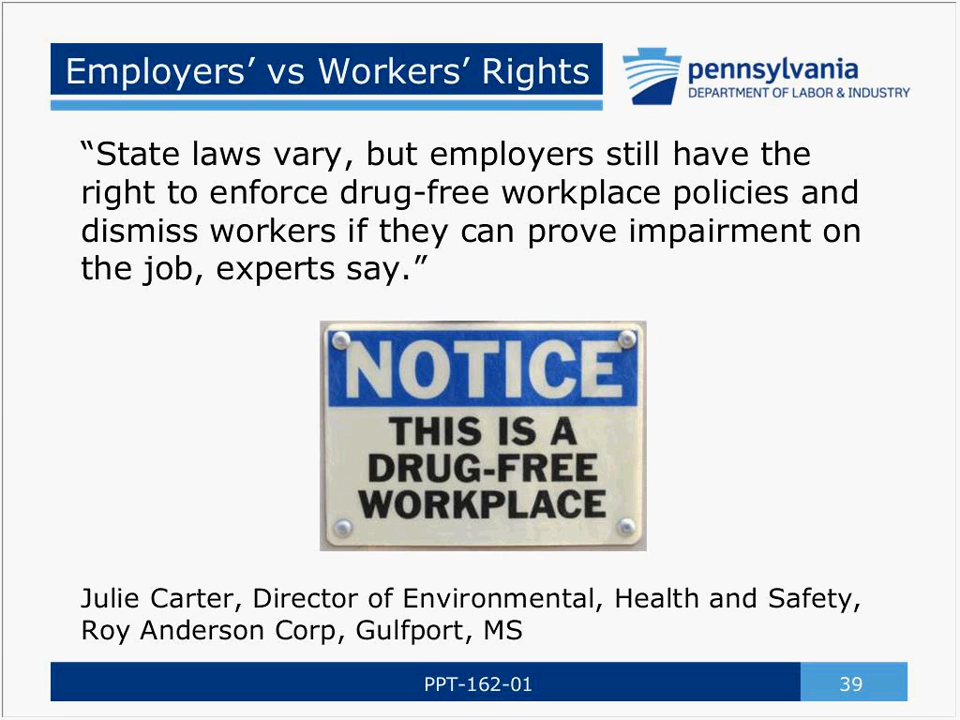 Employers’ vs Workers’ Rights
pennsylvania
DEPARTMENT OF LABOR & INDUSTRY
“State laws vary, but employers still have the
right to enforce drug-free workplace policies and
dismiss workers if they can prove impairment on
the job, experts say.”
NOTICE
THIS IS A
DRUG-FREE
WORKPLACE
Julie Carter, Director of Environmental, Health and Safety,
Roy Anderson Corp, Gulfport, MS
PPT-162-01
39